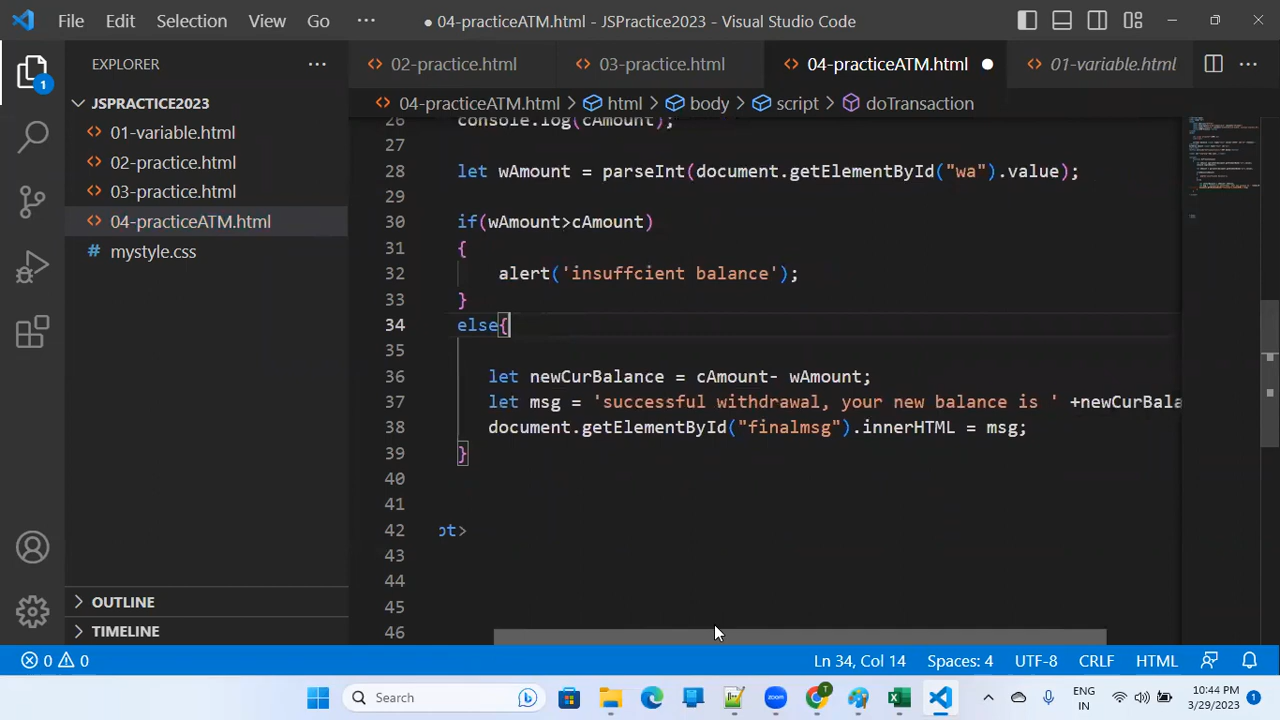 File Edit Selection View Go ··· ● 04-practiceATM.html - JSPractice2023 - Visual Studio Code
EXPLORER ···
02-practice.html 03-practice.html 04-practiceATM.html ● 01-variable.html ···
JSPRACTICE2023
04-practiceATM.html > html > body > script > doTransaction
01-variable.html
02-practice.html
03-practice.html
04-practiceATM.html
# mystyle.css
1
26 console.log(cAmount);
27
28 let wAmount = parseInt(document.getElementById("wa").value);
29
30 if(wAmount>cAmount)
31 {
32 alert('insuffcient balance');
33 }
34 else{
35
36 let newCurBalance = cAmount- wAmount;
37 let msg = 'successful withdrawal, your new balance is ' +newCurBala
38 document.getElementById("finalmsg").innerHTML = msg;
39 }
40
41
42 pt>
43
44
45
46
OUTLINE
TIMELINE
0 0 Ln 34, Col 14 Spaces: 4 UTF-8 CRLF HTML
Search ENG IN 10:44 PM 3/29/2023 1